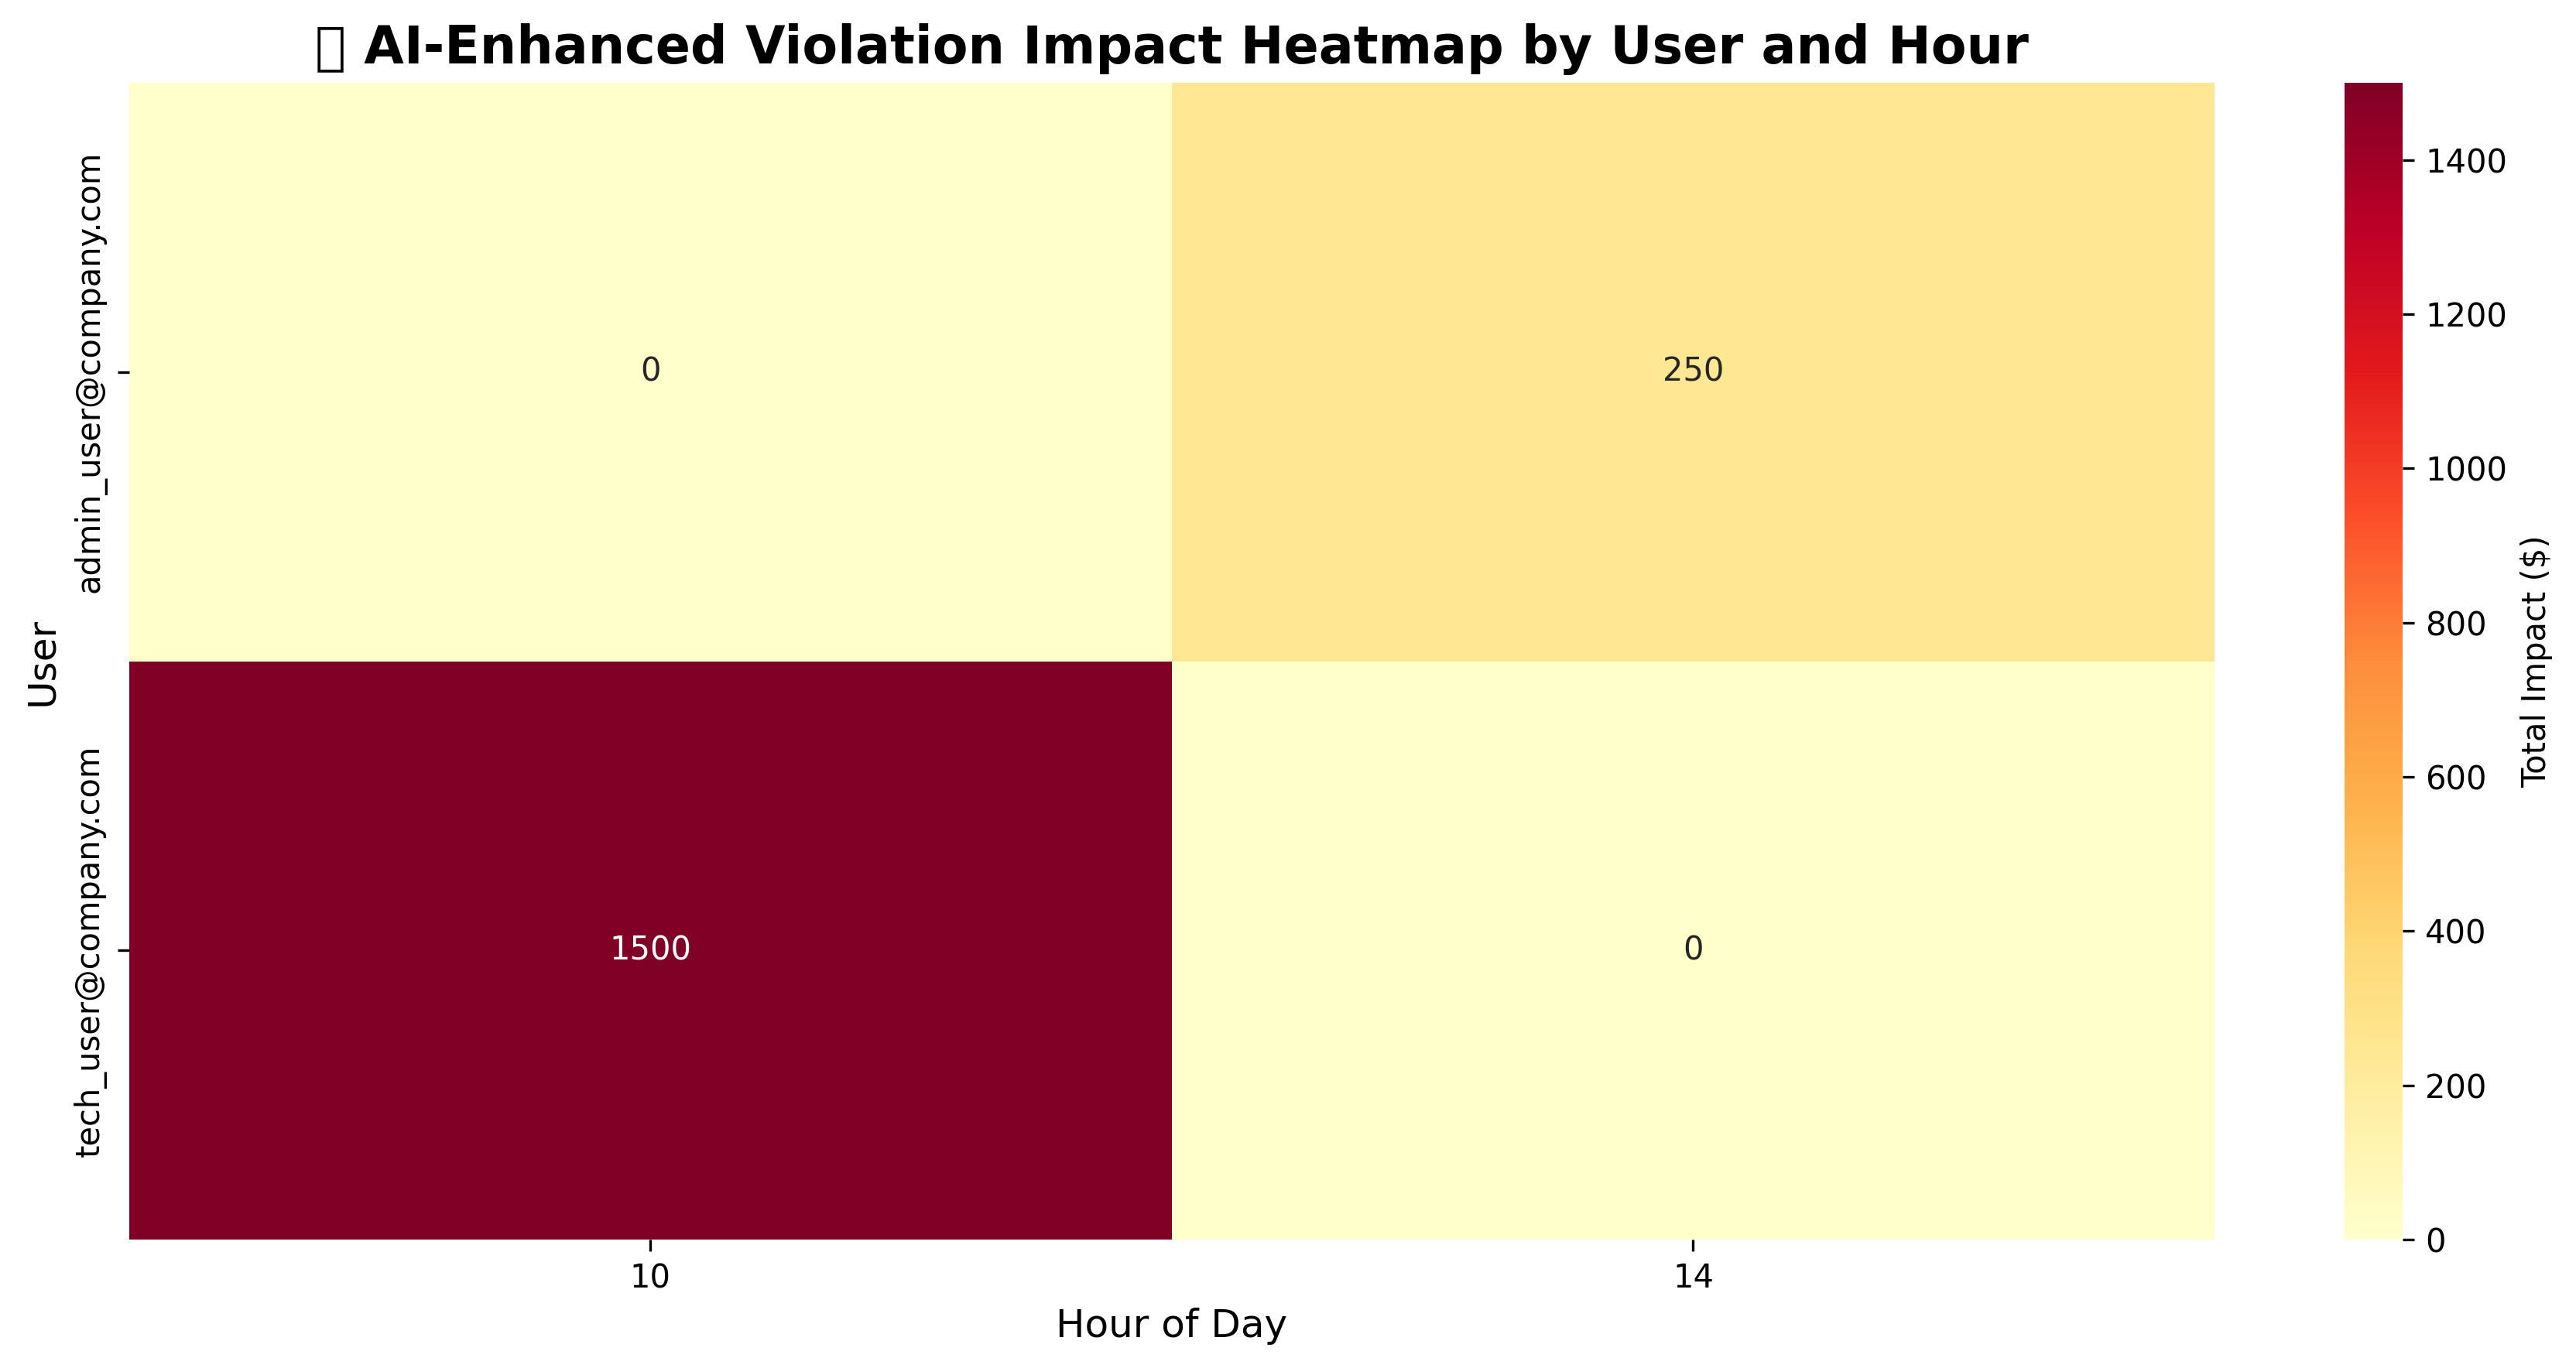 AI-Enhanced Violation Impact Heatmap by User and Hour
User
admin_user@company.com
0
250
tech_user@company.com
1500
0
10
14
Hour of Day
1400
1200
1000
800
600
400
200
0
Total Impact ($)